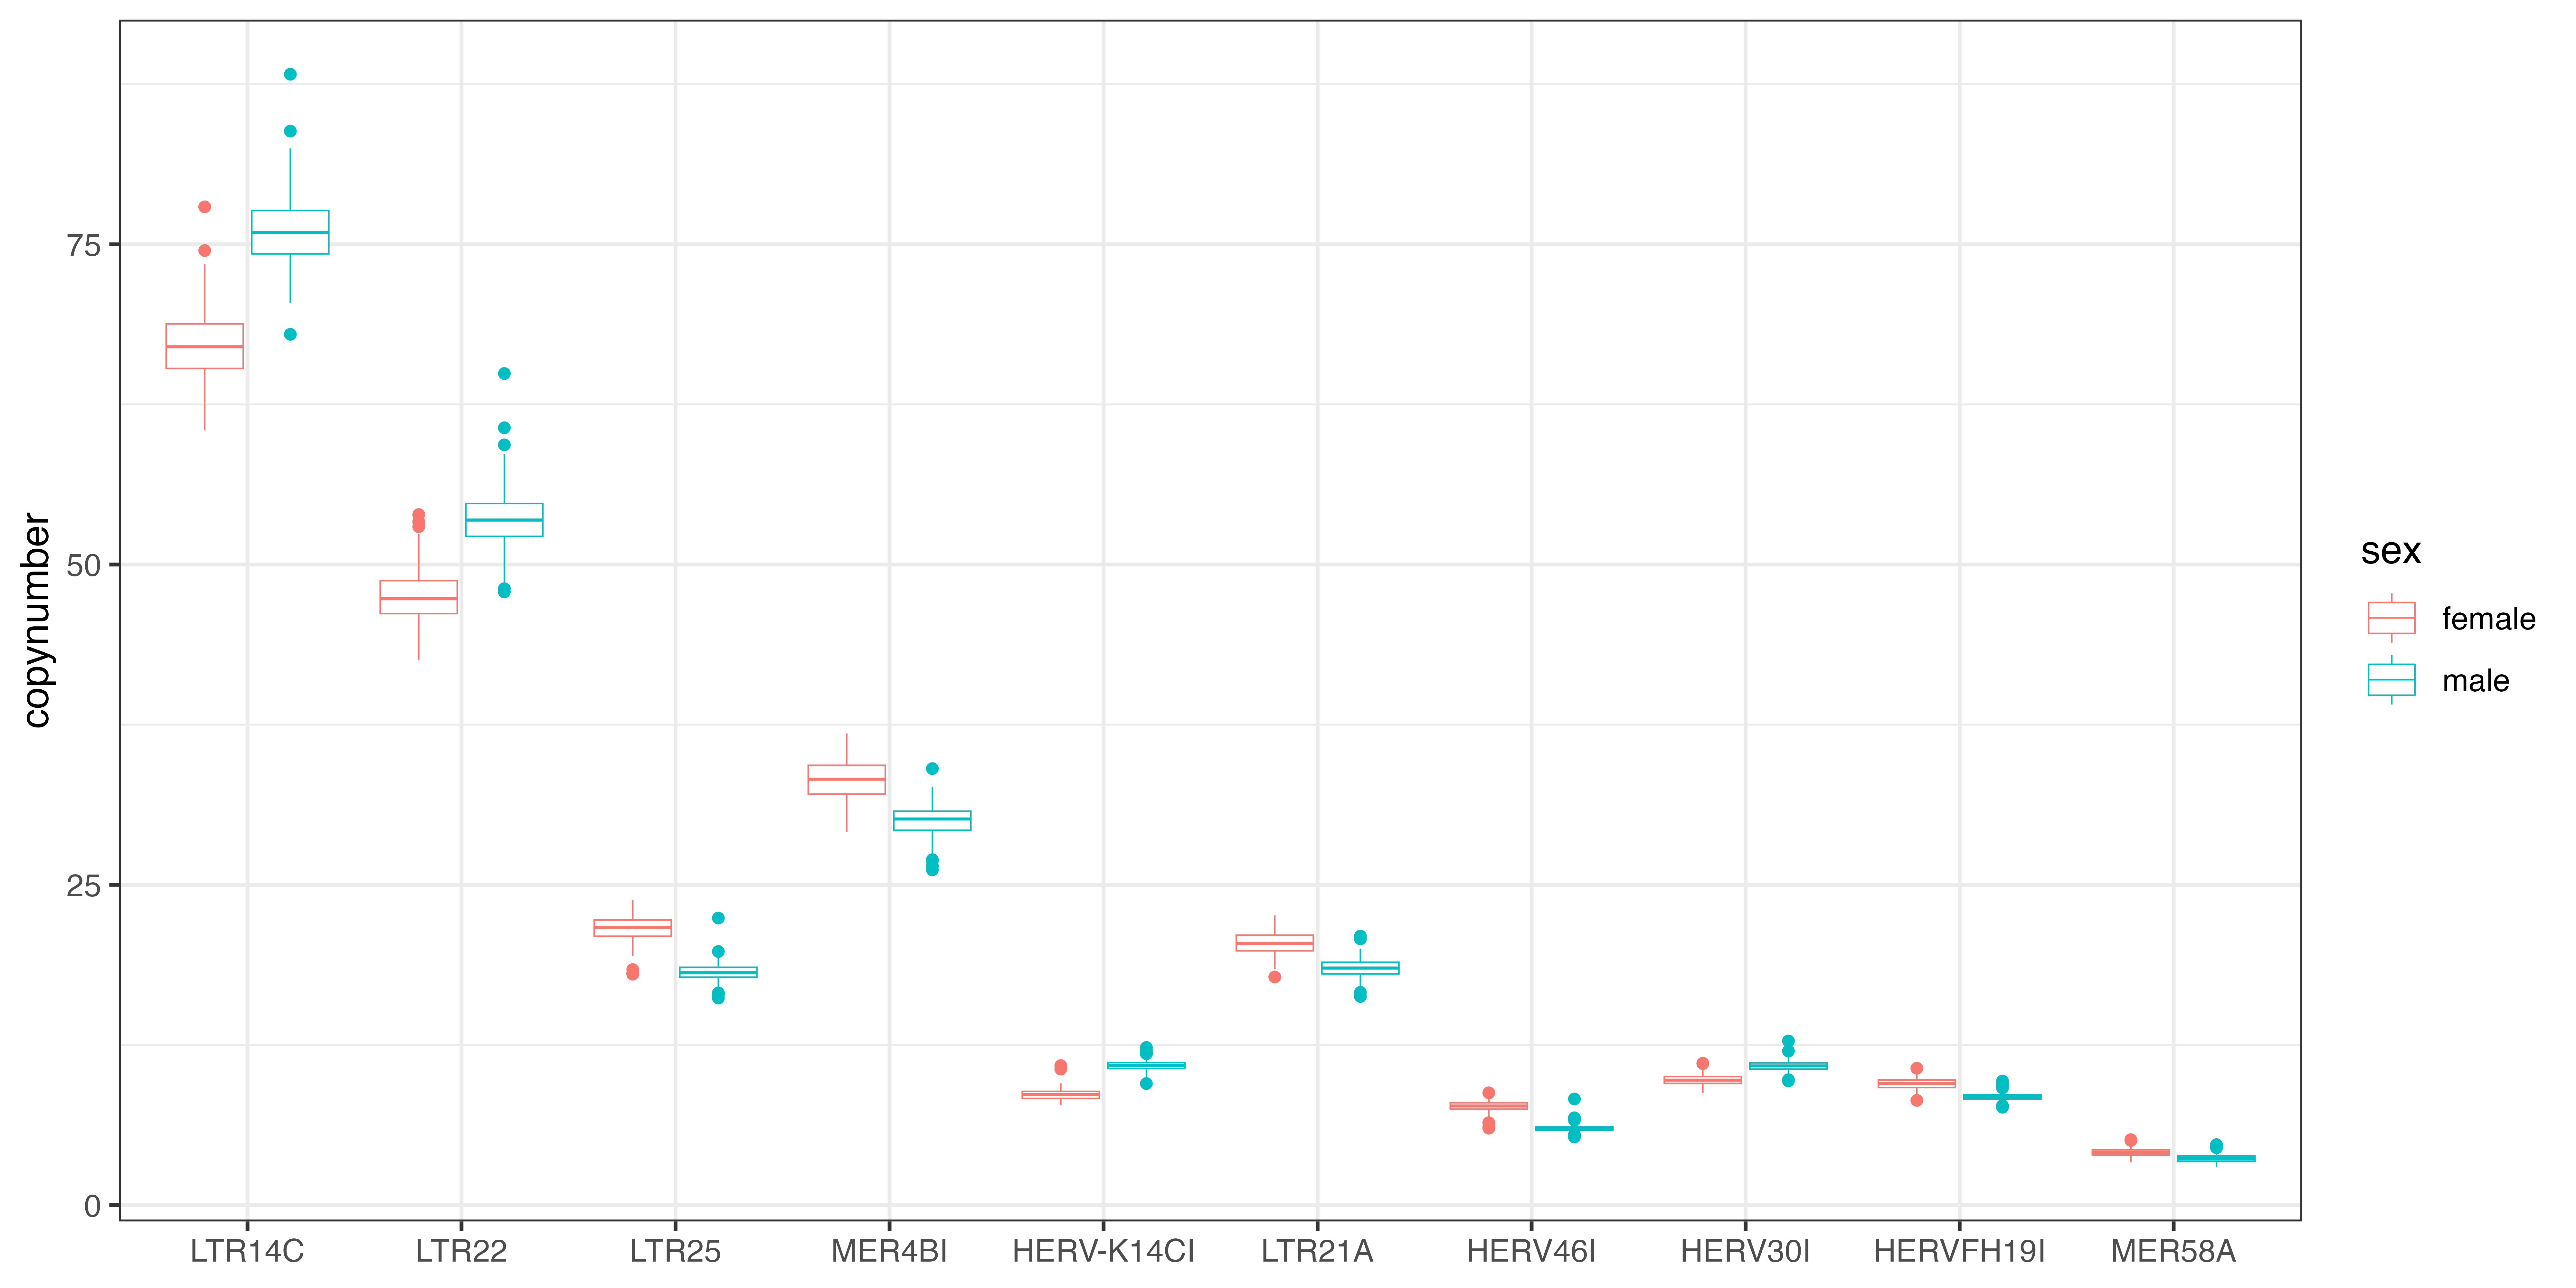 copynumber
75
50
25
0
LTR14C LTR22 LTR25 MER4BI HERV-K14CI LTR21A HERV46I HERV30I HERVFH19I MER58A
sex
female
male